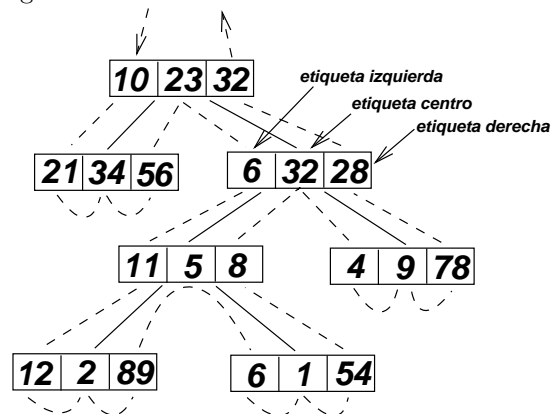 10 23 32
etiqueta izquierda
etiqueta centro
etiqueta derecha
21 34 56
6 32 28
11 5 8
4 9 78
12 2 89
6 1 54